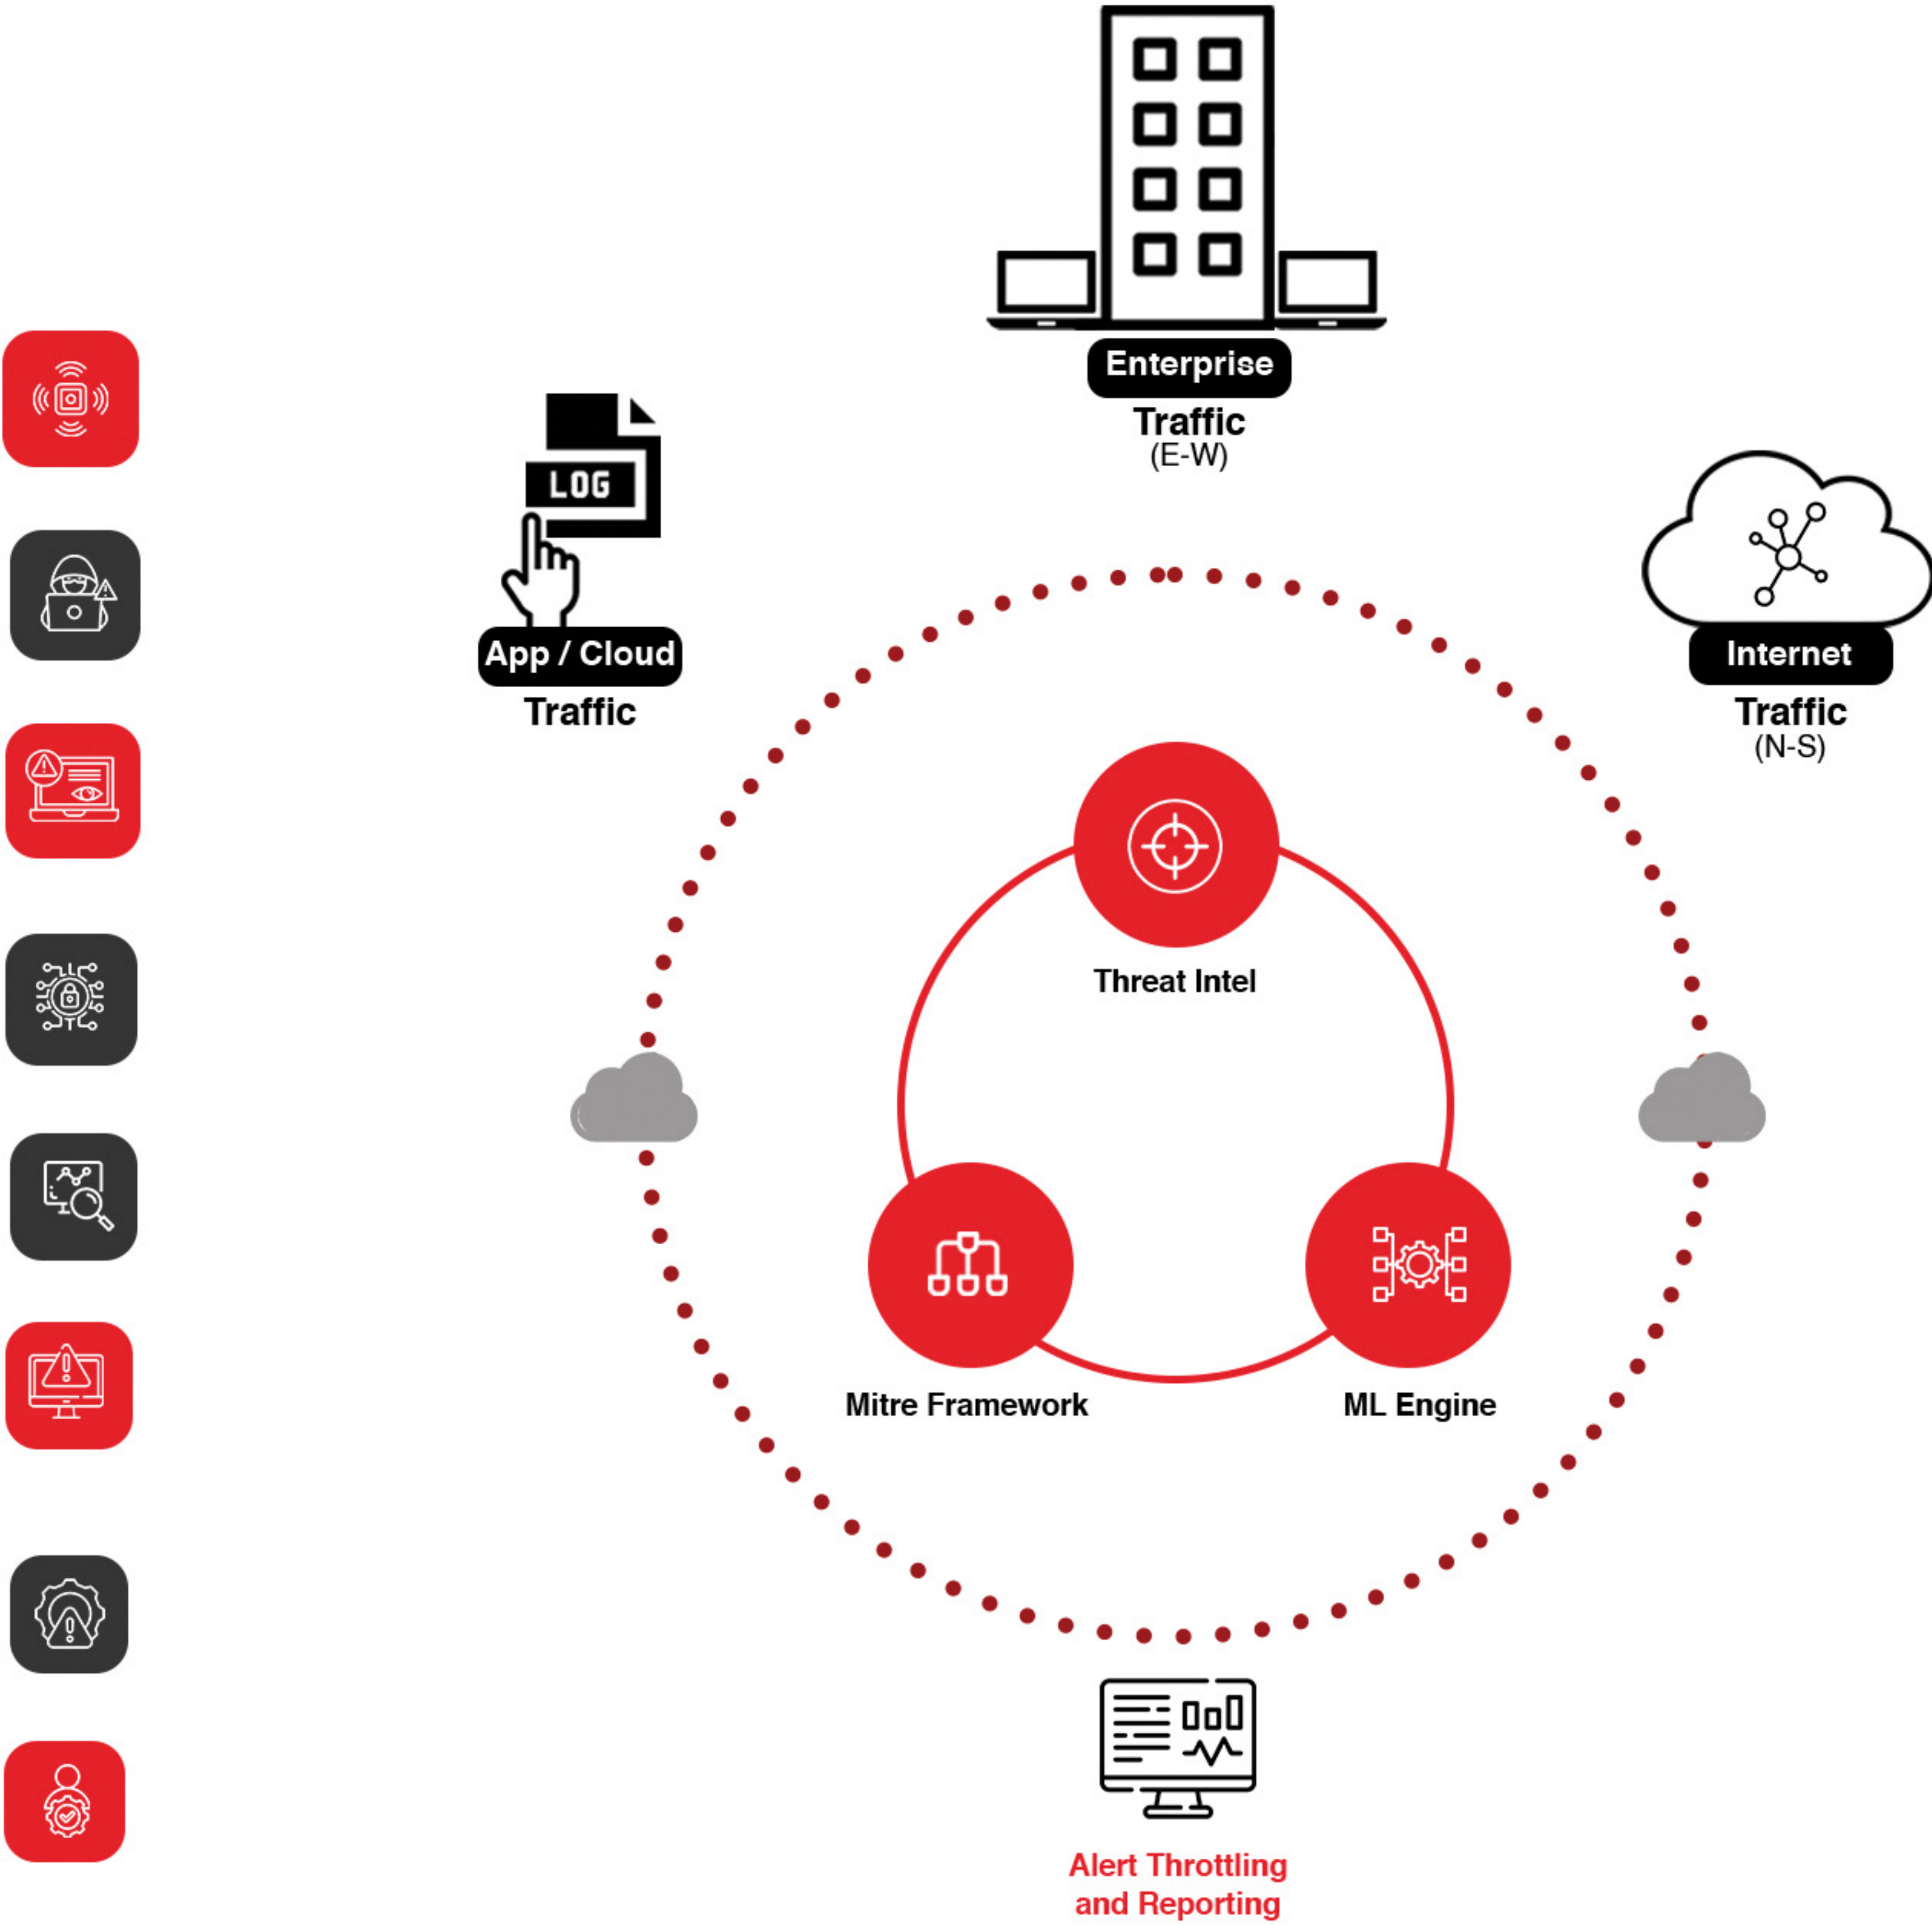 Enterprise
Traffic
(E-W)
LOG
App / Cloud
Traffic
Internet
Traffic
(N-S)
Threat Intel
Mitre Framework
ML Engine
Alert Throttling
and Reporting